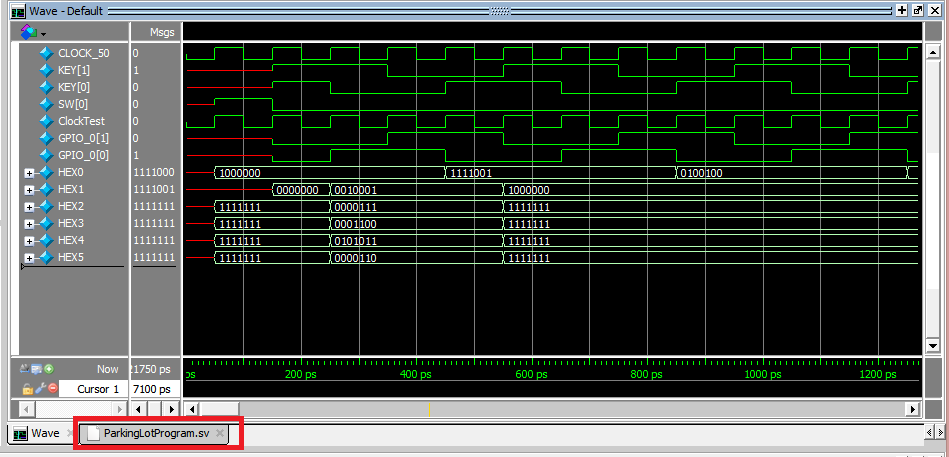 Wave - Default
Msgs
CLOCK_50 0
KEY[1] 1
KEY[0] 0
SW[0] 0
ClockTest 0
GPIO_0[1] 0
GPIO_0[0] 1
HEX0 1111000 1000000 1111001 0100100
HEX1 1111001 0000000 0010001 1000000
HEX2 1111111 1111111 0000111 1111111
HEX3 1111111 1111111 0001100 1111111
HEX4 1111111 1111111 0101011 1111111
HEX5 1111111 1111111 0000110 1111111
Now 21750 ps ps 200 ps 400 ps 600 ps 800 ps 1000 ps 1200 ps
Cursor 1 7100 ps
Wave ParkingLotProgram.sv